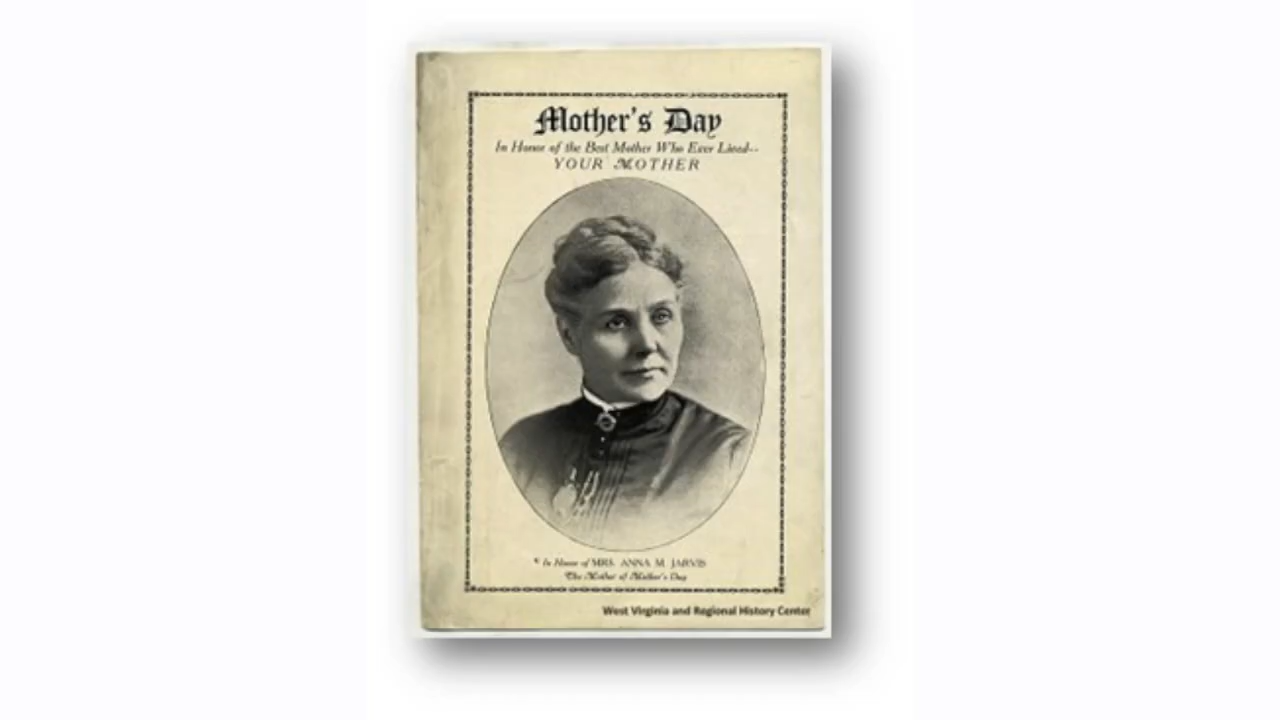 Mother's Day
In Honor of the Best Mother Who Ever Lived--
YOUR MOTHER
In Honor of MRS. ANNA M. JARVIS
The Mother of Mother's Day
West Virginia and Regional History Center